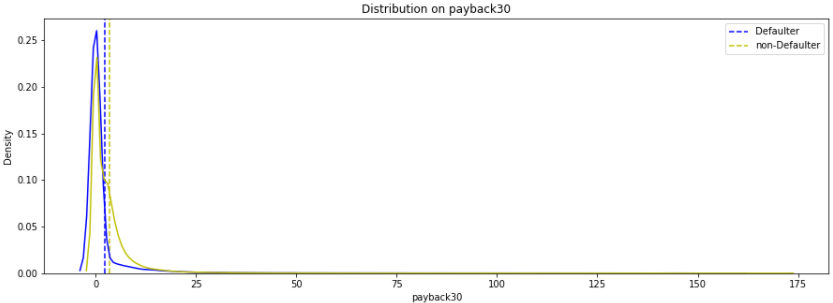 Distribution on payback30
Defaulter
non-Defaulter
Density
0.25
0.20
0.15
0.10
0.05
0.00
0 25 50 75 100 125 150 175
payback30